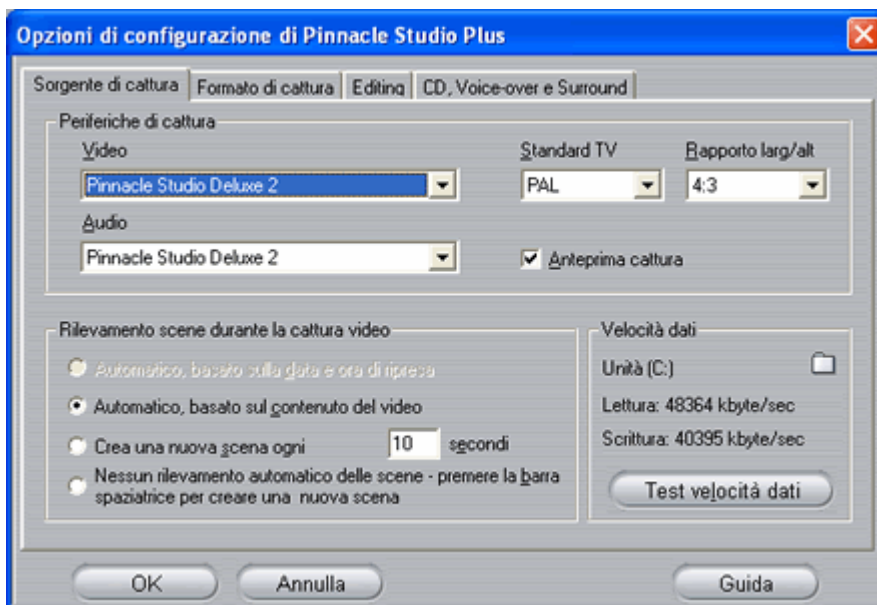 Opzioni di configurazione di Pinnacle Studio Plus
Sorgente di cattura Formato di cattura Editing CD, Voice-over e Surround
Periferiche di cattura
Video Standard TV Rapporto larg/alt
Pinnacle Studio Deluxe 2 PAL 4:3
Audio
Pinnacle Studio Deluxe 2 Anteprima cattura
Rilevamento scene durante la cattura video
Automatico, basato sulla data e ora di ripresa
Automatico, basato sul contenuto del video
Crea una nuova scena ogni 10 secondi
Nessun rilevamento automatico delle scene - premere la barra
spaziatrice per creare una nuova scena
Velocità dati
Unità (C:)
Lettura: 48364 kbyte/sec
Scrittura: 40395 kbyte/sec
Test velocità dati
OK Annulla Guida